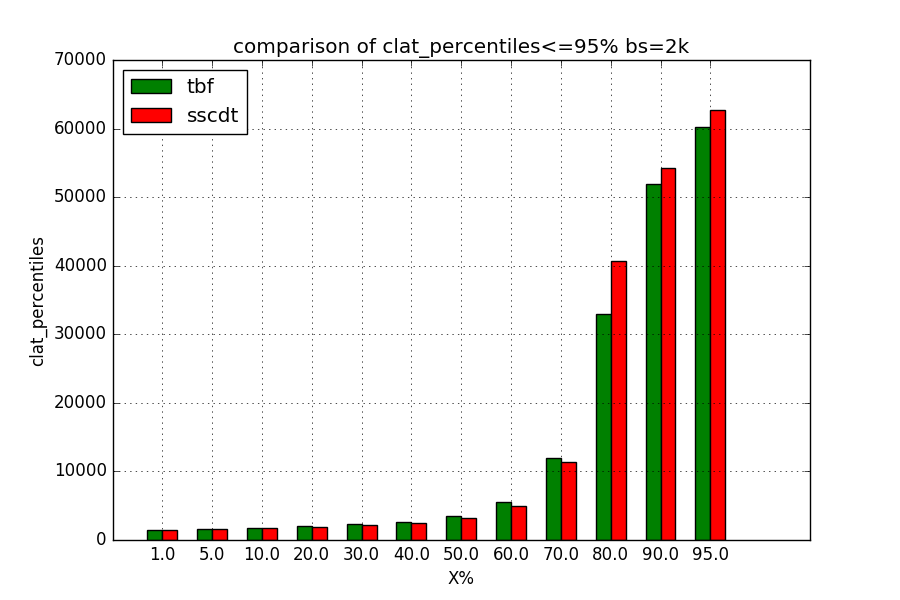 comparison of clat_percentiles<=95% bs=2k
70000
60000
50000
40000
30000
20000
10000
0
clat_percentiles
tbf
sscdt
1.0 5.0 10.0 20.0 30.0 40.0 50.0 60.0 70.0 80.0 90.0 95.0
X%